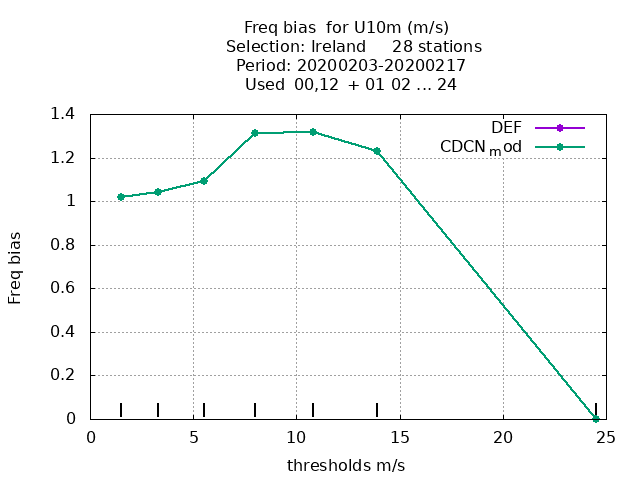 Freq bias  for U10m (m/s)
Selection: Ireland     28 stations
Period: 20200203-20200217
Used  00,12  + 01 02 ... 24
DEF
CDCNmod
1.4
1.2
1
0.8
0.6
0.4
0.2
0
Freq bias
0 5 10 15 20 25
thresholds m/s